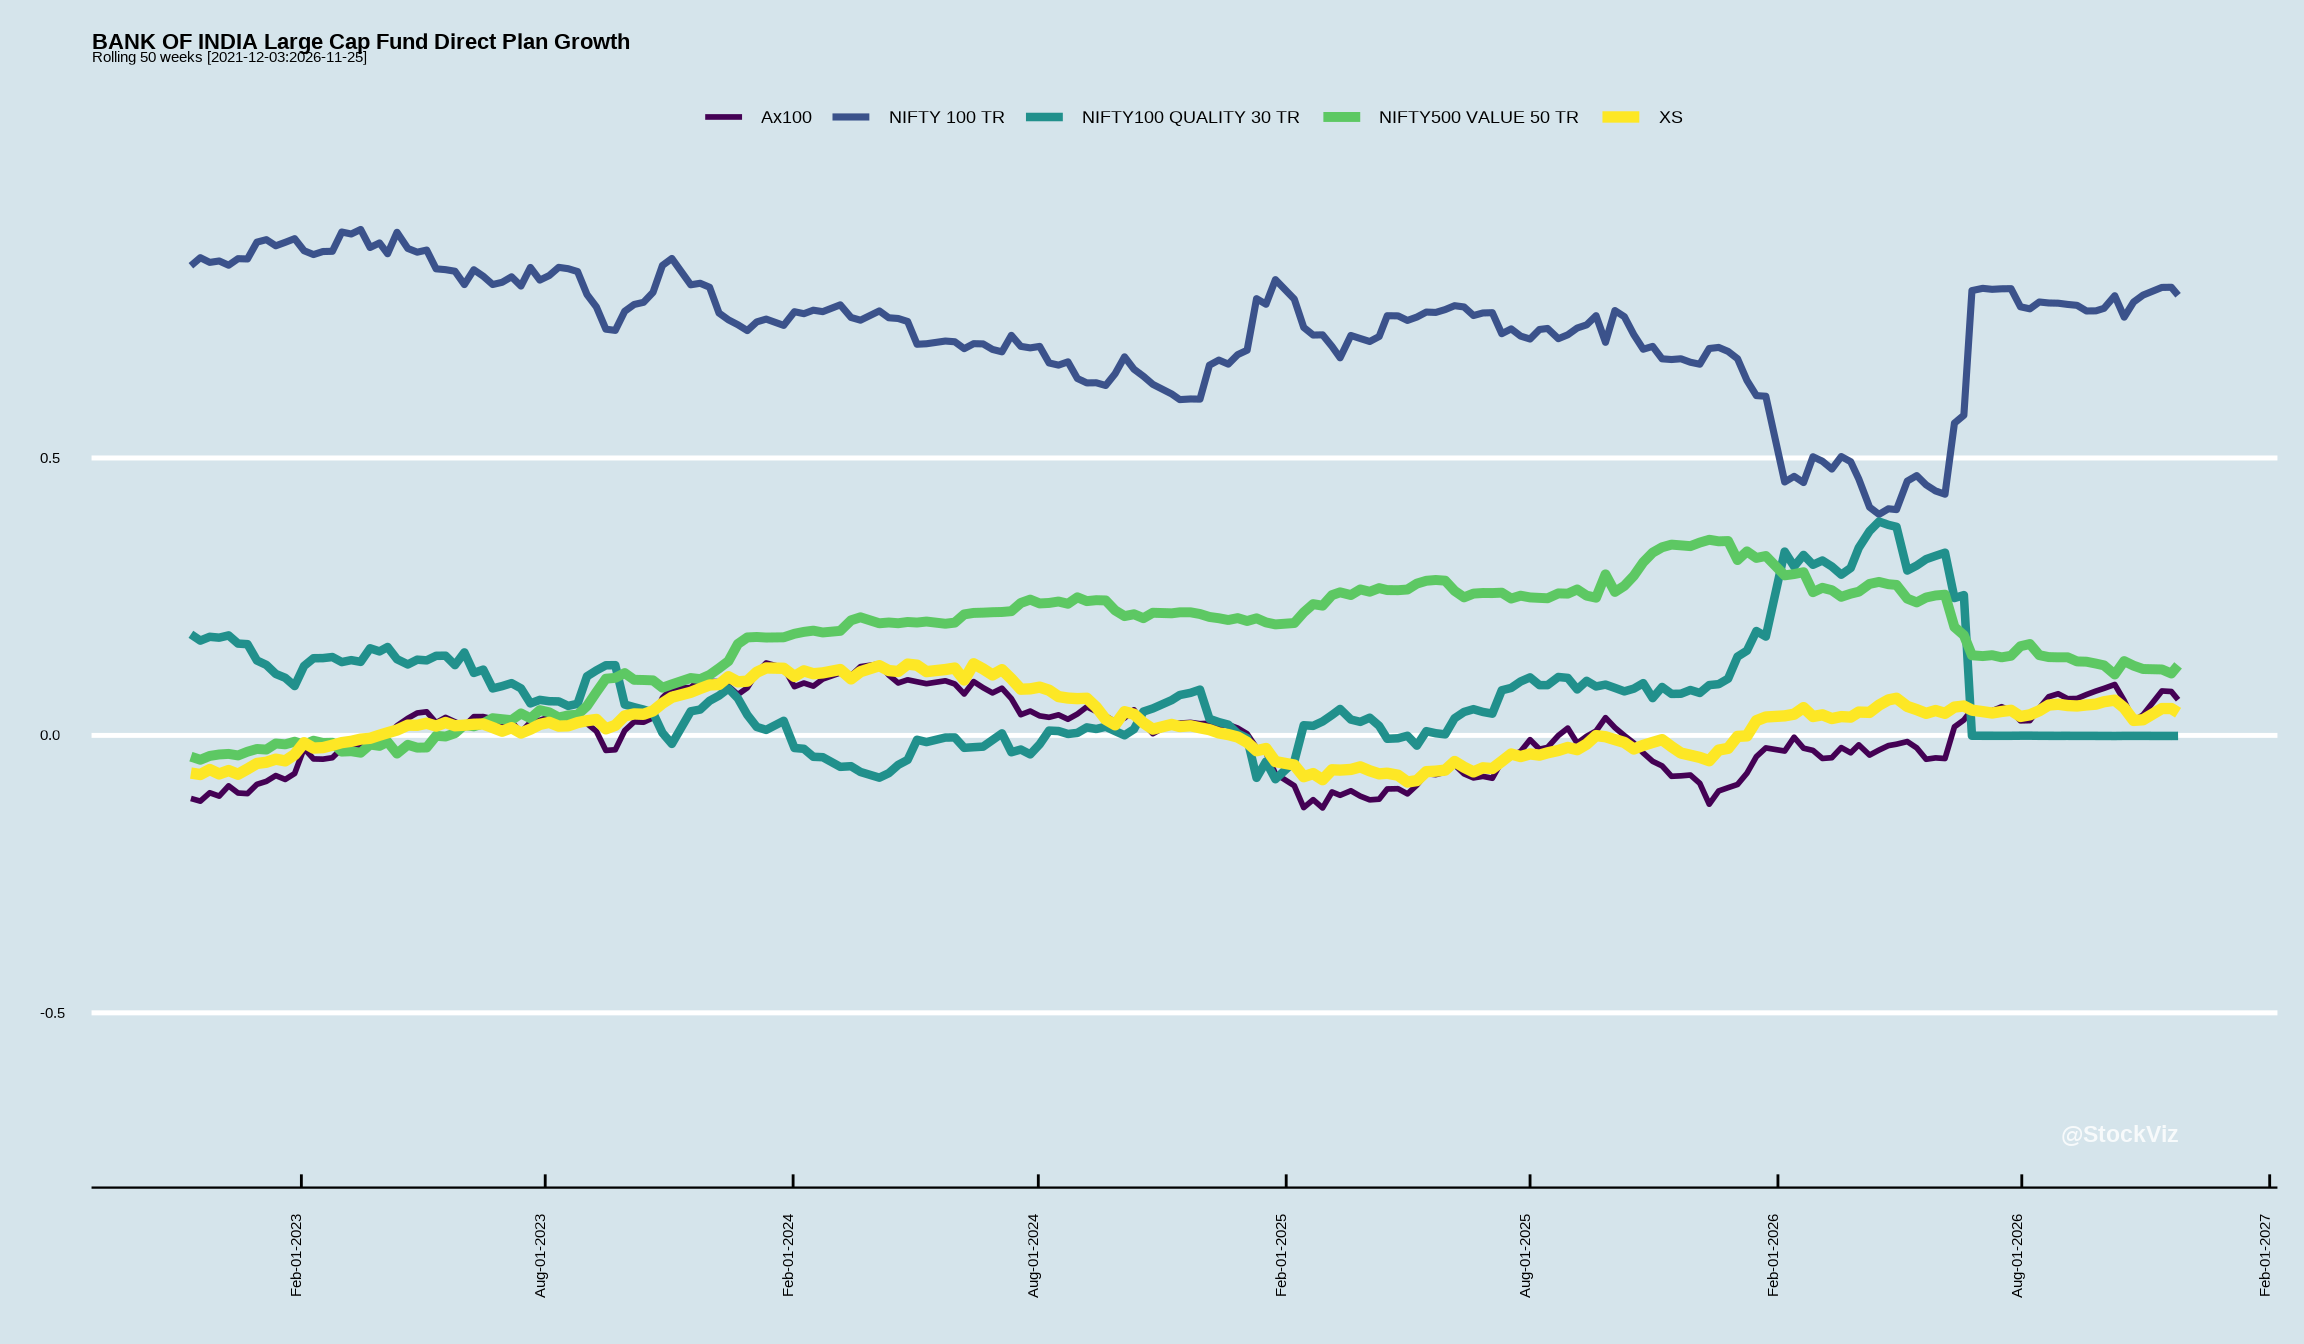 BANK OF INDIA Large Cap Fund Direct Plan Growth
Rolling 50 weeks [2021-12-03:2026-11-25]
Ax100 NIFTY 100 TR NIFTY100 QUALITY 30 TR NIFTY500 VALUE 50 TR XS
0.5
0.0
-0.5
@StockViz
Feb-01-2023 Aug-01-2023 Feb-01-2024 Aug-01-2024 Feb-01-2025 Aug-01-2025 Feb-01-2026 Aug-01-2026 Feb-01-2027